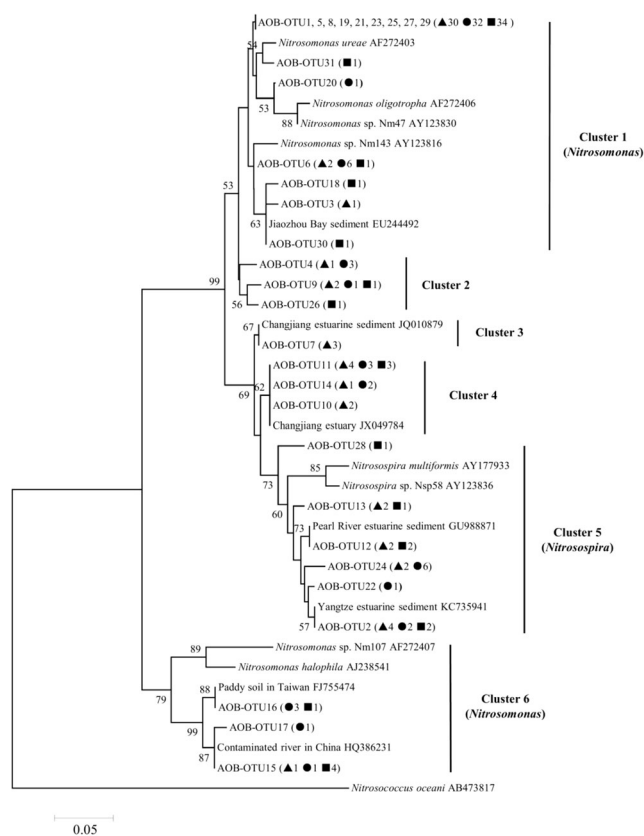 AOB-OTU1, 5, 8, 19, 21, 23, 25, 27, 29 (▲30 ●32 ■34 )
54
Nitrosomonas ureae AF272403
AOB-OTU31 (■1)
AOB-OTU20 (●1)
53
Nitrosomonas oligotropha AF272406
88
Nitrosomonas sp. Nm47 AY123830
Cluster 1
(Nitrosomonas)
Nitrosomonas sp. Nm143 AY123816
AOB-OTU6 (▲2 ●6 ■1)
53
AOB-OTU18 (■1)
AOB-OTU3 (▲1)
63
Jiaozhou Bay sediment EU244492
AOB-OTU30 (■1)
AOB-OTU4 (▲1 ●3)
99
AOB-OTU9 (▲2 ●1 ■1)
Cluster 2
56
AOB-OTU26 (■1)
67
Changjiang estuarine sediment JQ010879
Cluster 3
AOB-OTU7 (▲3)
AOB-OTU11 (▲4 ●3 ■3)
62
AOB-OTU14 (▲1 ●2)
69
Cluster 4
AOB-OTU10 (▲2)
Changjiang estuary JX049784
AOB-OTU28 (■1)
85
Nitrosospira multiformis AY177933
73
Nitrosospira sp. Nsp58 AY123836
60
AOB-OTU13 (▲2 ■1)
73
Pearl River estuarine sediment GU988871
Cluster 5
(Nitrosospira)
AOB-OTU12 (▲2 ■2)
AOB-OTU24 (▲2 ●6)
AOB-OTU22 (●1)
Yangtze estuarine sediment KC735941
57
AOB-OTU2 (▲4 ●2 ■2)
89
Nitrosomonas sp. Nm107 AF272407
Nitrosomonas halophila AJ238541
79
88
Paddy soil in Taiwan FJ755474
Cluster 6
(Nitrosomonas)
AOB-OTU16 (●3 ■1)
99
AOB-OTU17 (●1)
Contaminated river in China HQ386231
87
AOB-OTU15 (▲1 ●1 ■4)
Nitrosococcus oceani AB473817
0.05